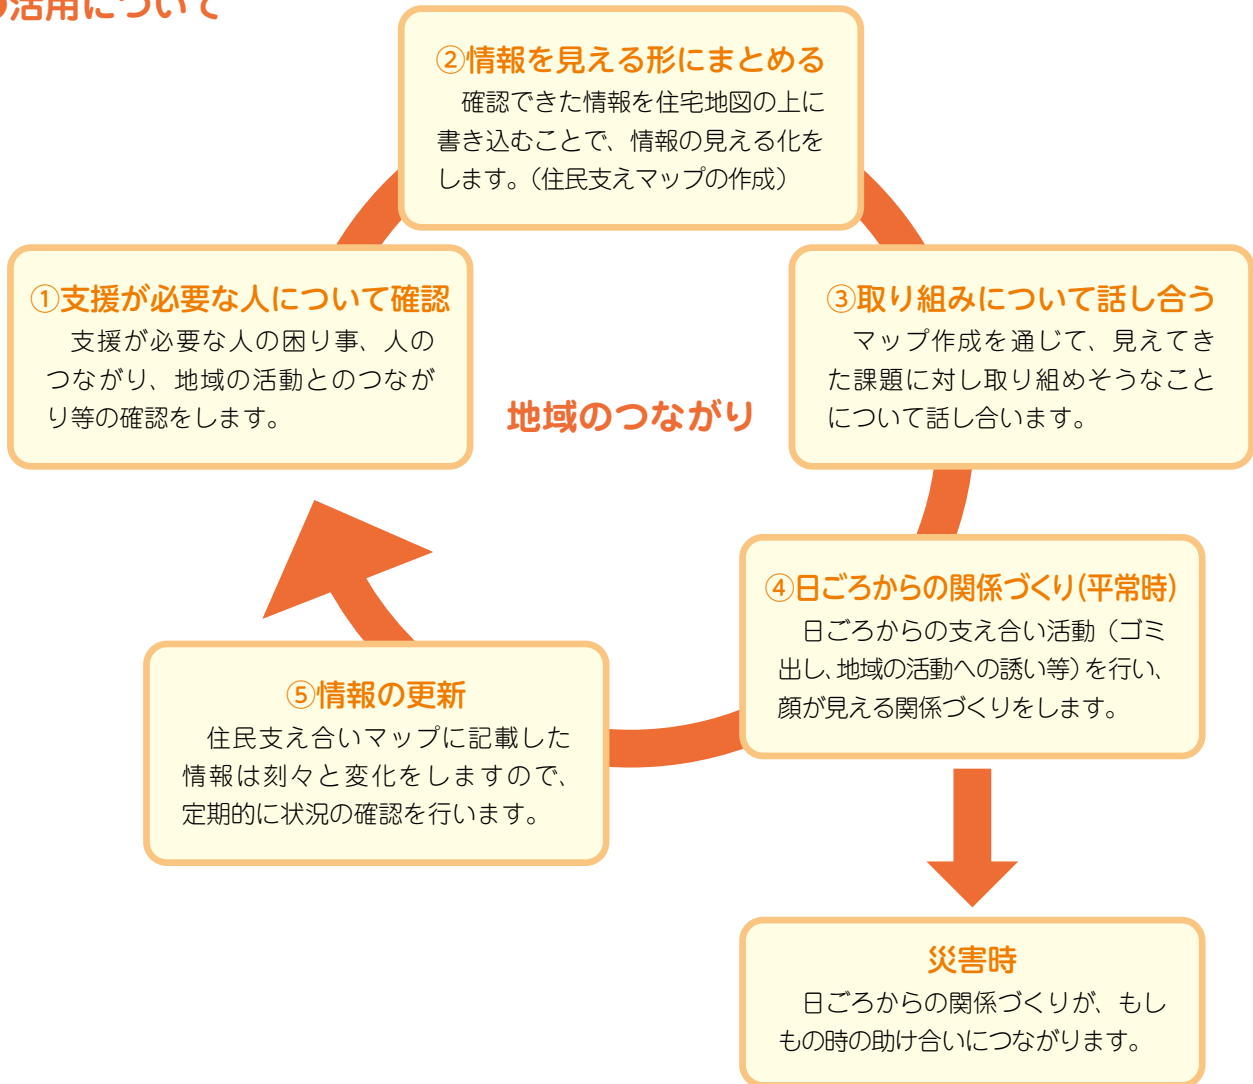 活用について
②情報を見える形にまとめる
確認できた情報を住宅地図の上に
書き込むことで、情報の見える化を
します。（住民支えマップの作成）
①支援が必要な人について確認
支援が必要な人の困り事、人の
つながり、地域の活動とのつなが
り等の確認をします。
③取り組みについて話し合う
マップ作成を通じて、見えてき
た課題に対し取り組めそうなこと
について話し合います。
地域のつながり
④日ごろからの関係づくり(平常時)
日ごろからの支え合い活動（ゴミ
出し、地域の活動への誘い等）を行い、
顔が見える関係づくりをします。
⑤情報の更新
住民支え合いマップに記載した
情報は刻々と変化をしますので、
定期的に状況の確認を行います。
災害時
日ごろからの関係づくりが、もし
もの時の助け合いにつながります。